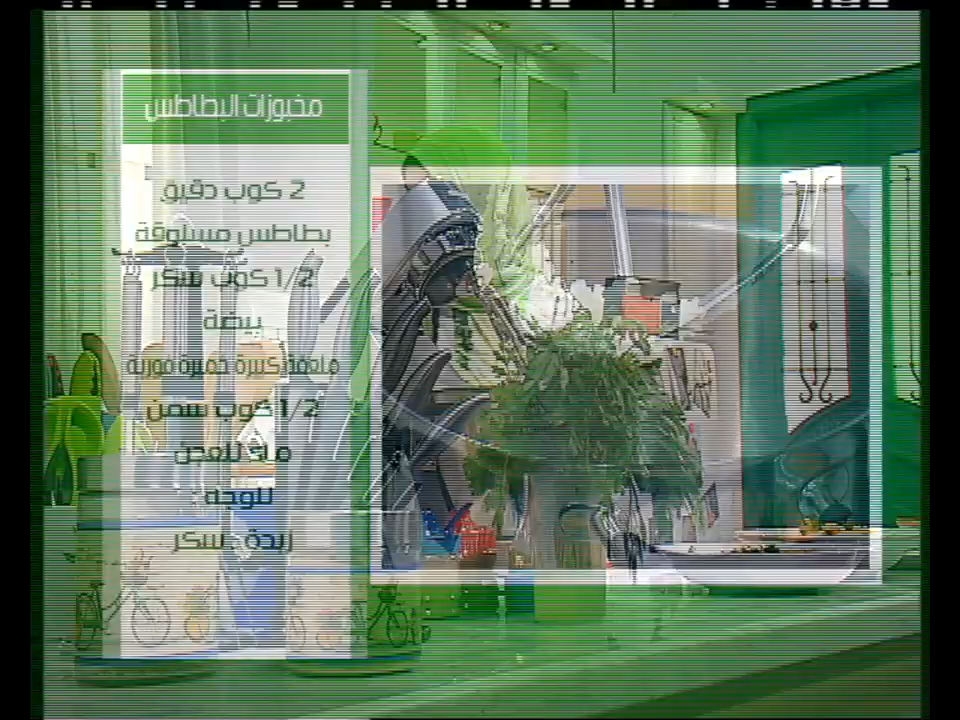 مخبوزات البطاطس
2 كوب دقيق
بطاطس مسلوقة
1/2 كوب سكر
بيضة
ملعقة كبيرة خميرة فورية
1/2 كوب سمن
ماء للعجن
للوجه :
زبدة . سكر